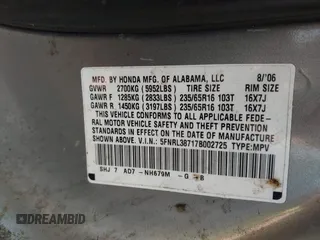 MFD. BY HONDA MFG. OF ALABAMA, LLC 8/'06
GVWR 2700KG (5952LBS) TIRE SIZE RIM SIZE
GAWR F 1285KG (2833LBS) 235/65R16 103T 16X7J
GAWR R 1450KG (3197LBS) 235/65R16 103T 16X7J
THIS VEHICLE CONFORMS TO ALL APPLICABLE FEDE-
RAL MOTOR VEHICLE SAFETY AND THEFT PREVENTION
STANDARDS IN EFFECT ON THE DATE OF MANUFACTURE
SHOWN ABOVE. V.I.N.: 5FNRL38717B002725 TYPE: MPV
SHJ 7 AD7 -NH679M -G B
DREAMBID